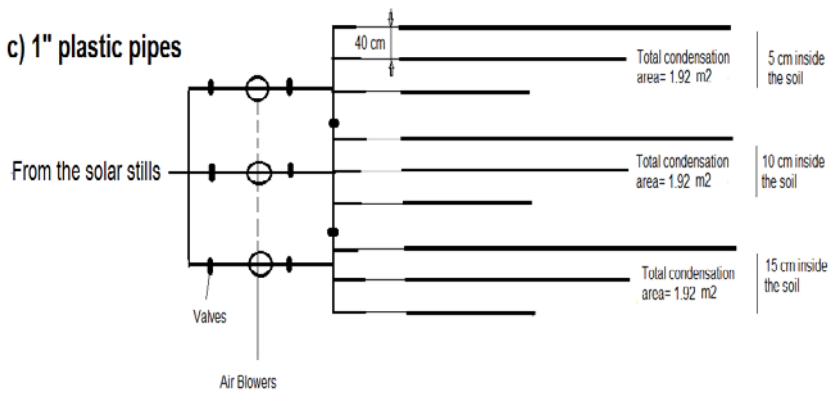 c) 1" plastic pipes
40 cm
Total condensation
area= 1.92 m2
5 cm inside
the soil
From the solar stills
Total condensation
area= 1.92 m2
10 cm inside
the soil
Total condensation
area= 1.92 m2
15 cm inside
the soil
Valves
Air Blowers